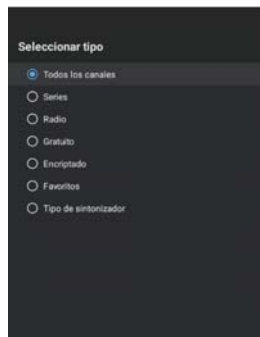 Seleccionar tipo
Todos los canales
Series
Radio
Gratuito
Encriptado
Favoritos
Tipo de sintonizador